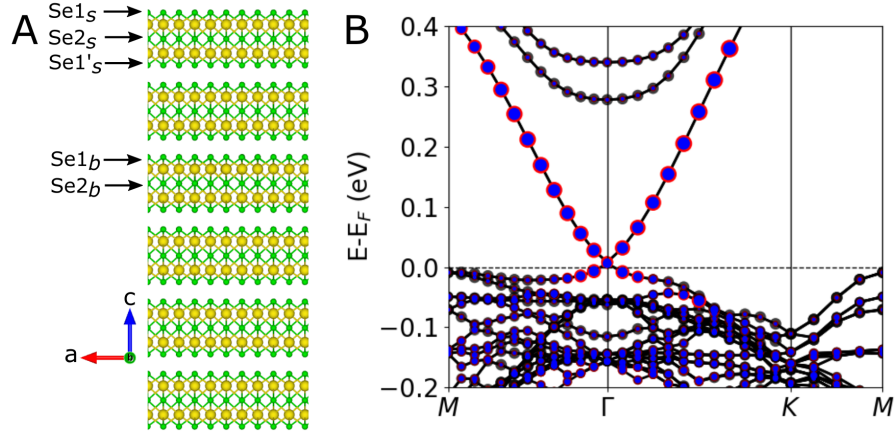 A
Se1s
Se2s
Se1's
Se1b
Se2b
c
a
b
B
E-EF (eV)
0.4
0.3
0.2
0.1
0.0
−0.1
−0.2
M
Γ
K
M